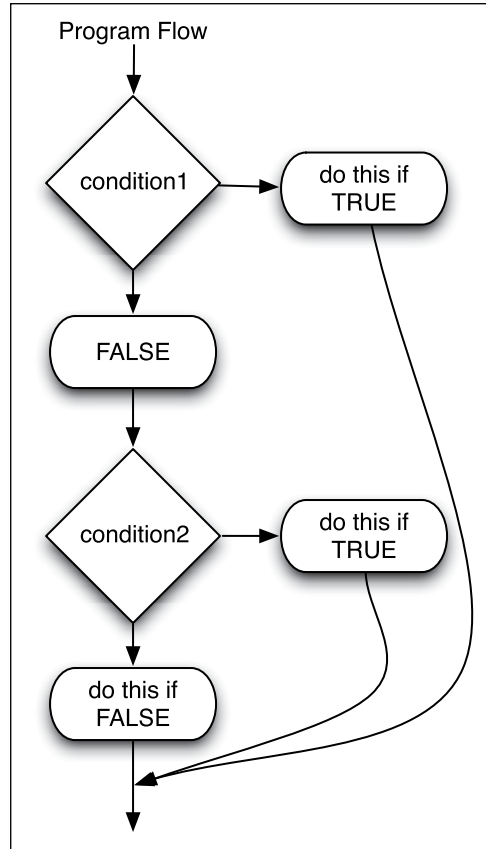 Program Flow
condition1
do this if
TRUE
FALSE
condition2
do this if
TRUE
do this if
FALSE